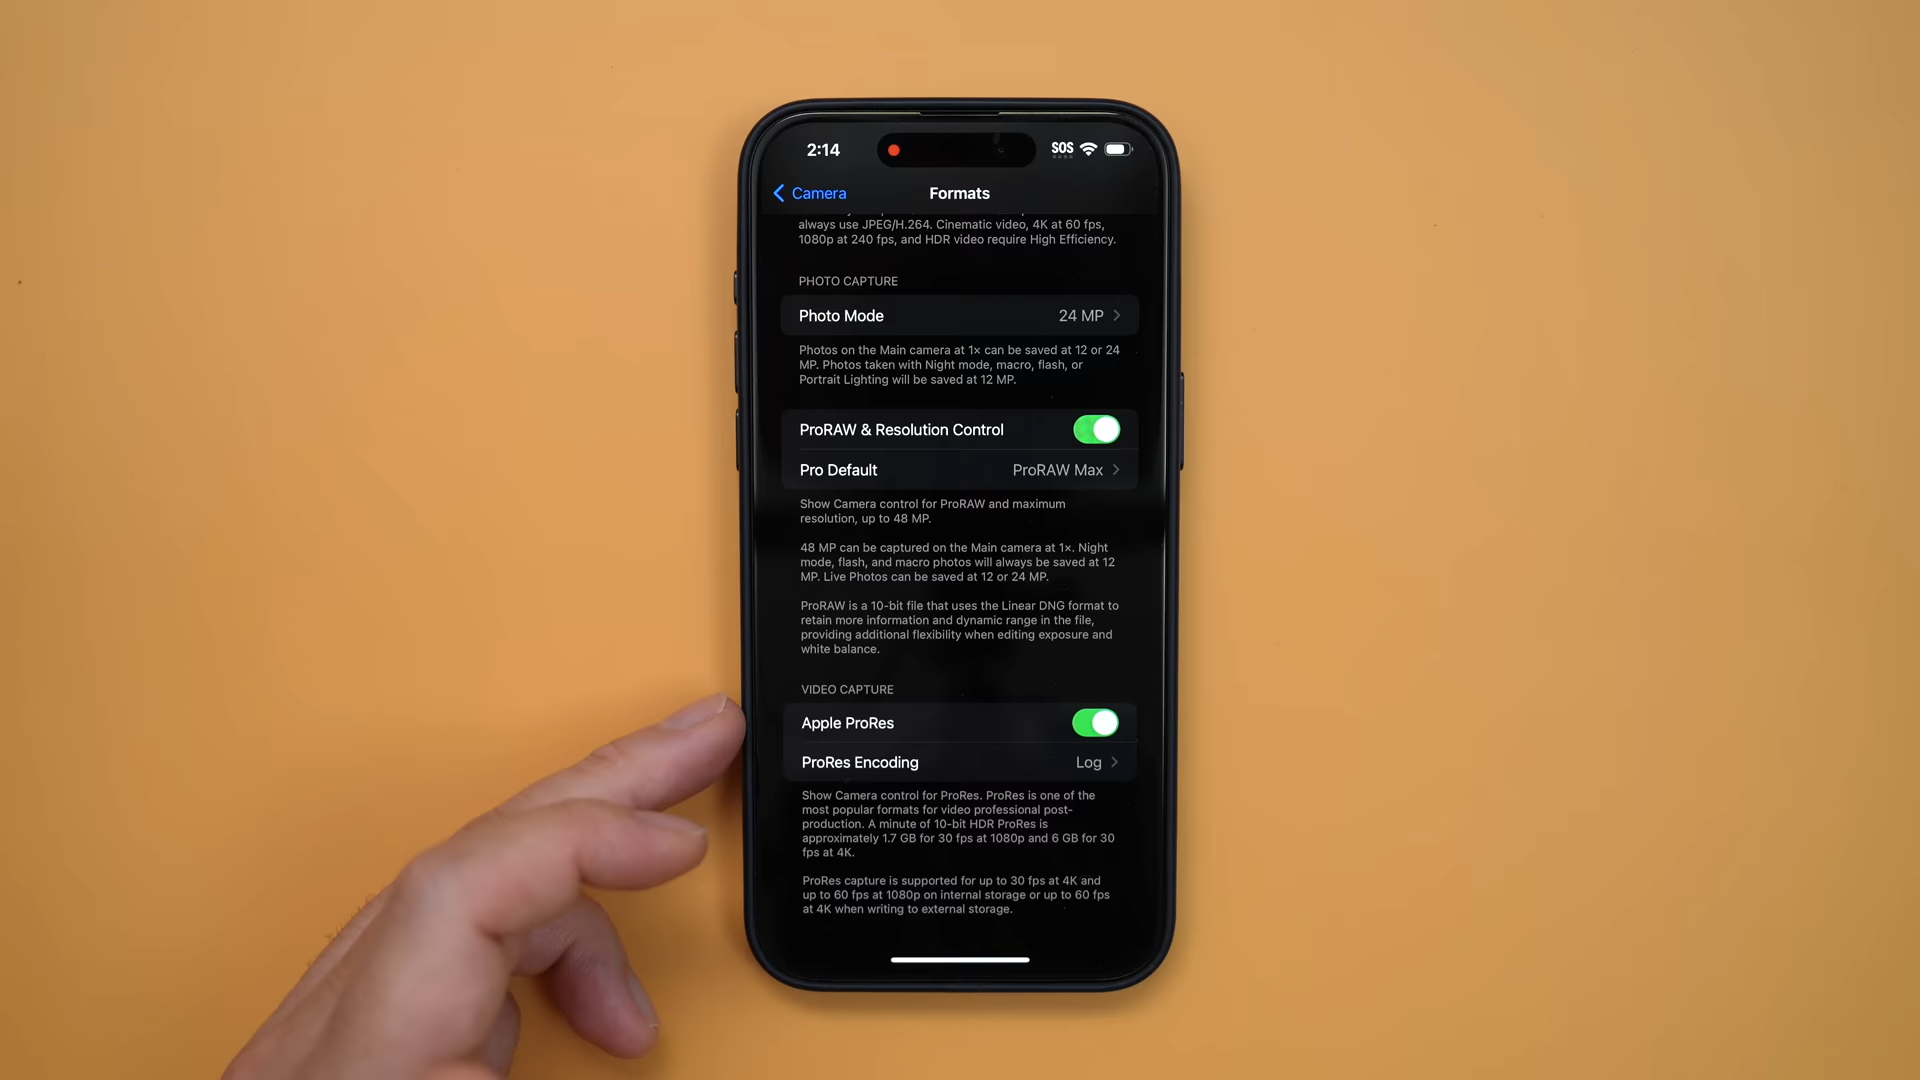 2:14
SOS
Camera
Formats
always use JPEG/H.264. Cinematic video, 4K at 60 fps,
1080p at 240 fps, and HDR video require High Efficiency.
PHOTO CAPTURE
Photo Mode 24 MP
Photos on the Main camera at 1× can be saved at 12 or 24
MP. Photos taken with Night mode, macro, flash, or
Portrait Lighting will be saved at 12 MP.
ProRAW & Resolution Control
Pro Default ProRAW Max
Show Camera control for ProRAW and maximum
resolution, up to 48 MP.
48 MP can be captured on the Main camera at 1×. Night
mode, flash, and macro photos will always be saved at 12
MP. Live Photos can be saved at 12 or 24 MP.
ProRAW is a 10-bit file that uses the Linear DNG format to
retain more information and dynamic range in the file,
providing additional flexibility when editing exposure and
white balance.
VIDEO CAPTURE
Apple ProRes
ProRes Encoding Log
Show Camera control for ProRes. ProRes is one of the
most popular formats for video professional post-
production. A minute of 10-bit HDR ProRes is
approximately 1.7 GB for 30 fps at 1080p and 6 GB for 30
fps at 4K.
ProRes capture is supported for up to 30 fps at 4K and
up to 60 fps at 1080p on internal storage or up to 60 fps
at 4K when writing to external storage.